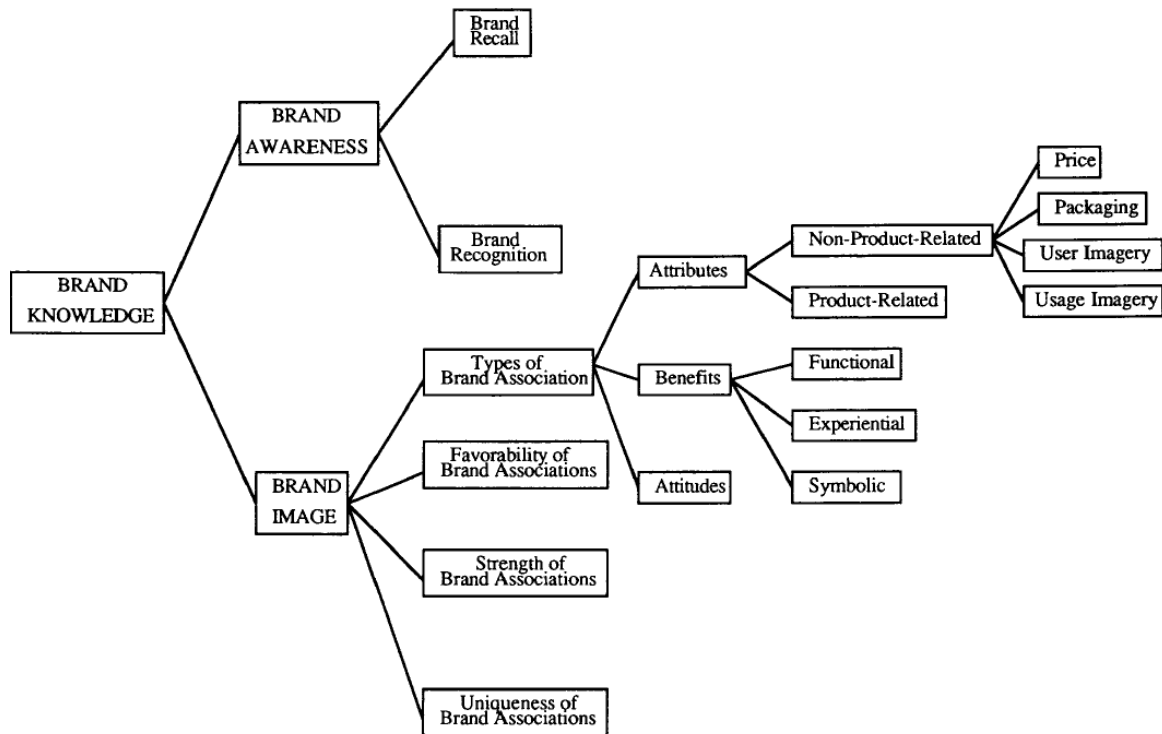 Brand
Recall
BRAND
AWARENESS
Brand
Recognition
BRAND
KNOWLEDGE
BRAND
IMAGE
Types of
Brand Association
Favorability of
Brand Associations
Strength of
Brand Associations
Uniqueness of
Brand Associations
Attributes
Benefits
Attitudes
Non-Product-Related
Product-Related
Functional
Experiential
Symbolic
Price
Packaging
User Imagery
Usage Imagery